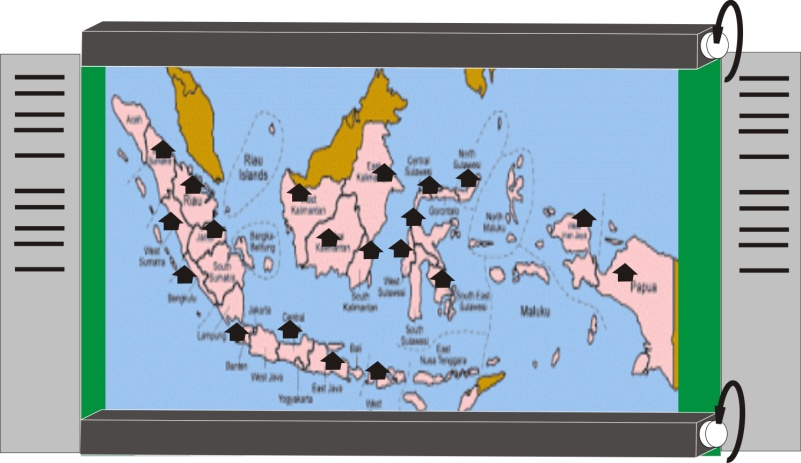 Aceh
Riau
Islands
Riau
West
Sumatra
Bengkulu
South
Sumatra
Bangka-
Belitung
Lampung
Jakarta
Banten
West Java
Central
Yogyakarta
East Java
Bali
West
East
Nusa Tenggara
Kalimantan
Kalimantan
South
Kalimantan
Central
Sulawesi
North
Sulawesi
Gorontalo
West
Sulawesi
South East
Sulawesi
South
Sulawesi
North
Maluku
Maluku
Papua